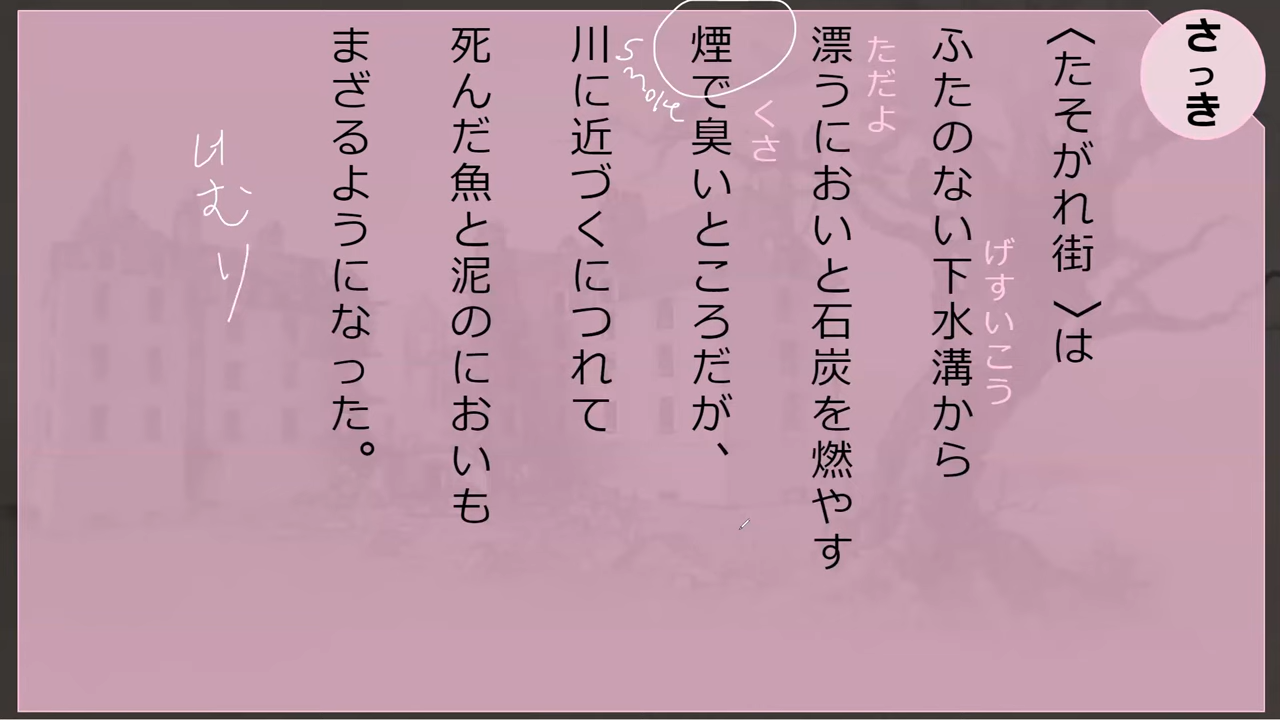 さっき
〈たそがれ街〉は
げすいこう
ふたのない下水溝から
ただよ
漂うにおいと石炭を燃やす
くさ
煙で臭いところだが、
smoke
川に近づくにつれて
死んだ魚と泥のにおいも
まざるようになった。
けむり